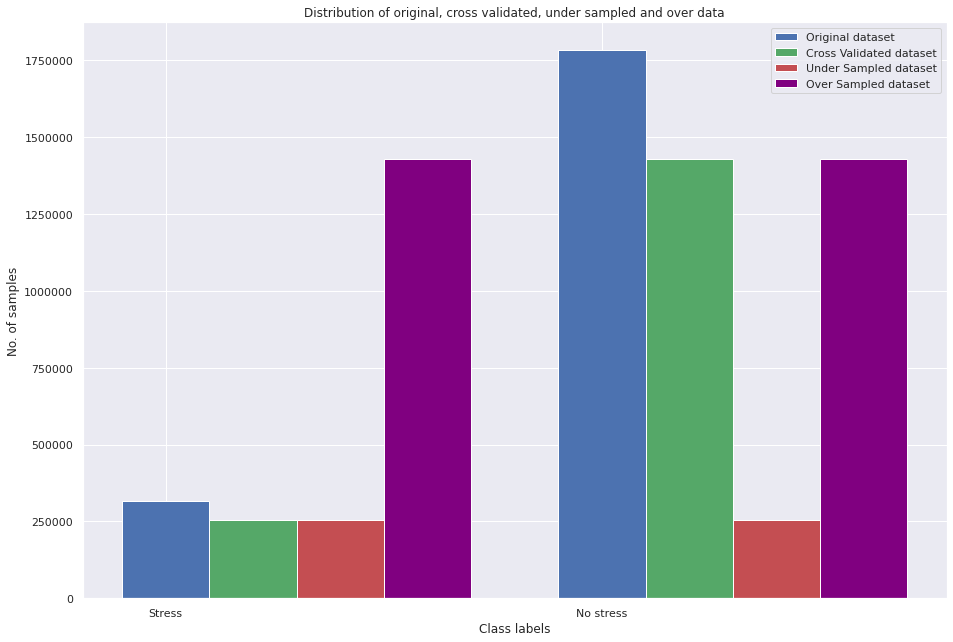 Distribution of original, cross validated, under sampled and over data
Original dataset
Cross Validated dataset
Under Sampled dataset
Over Sampled dataset
No. of samples
1750000
1500000
1250000
1000000
750000
500000
250000
0
Stress
No stress
Class labels